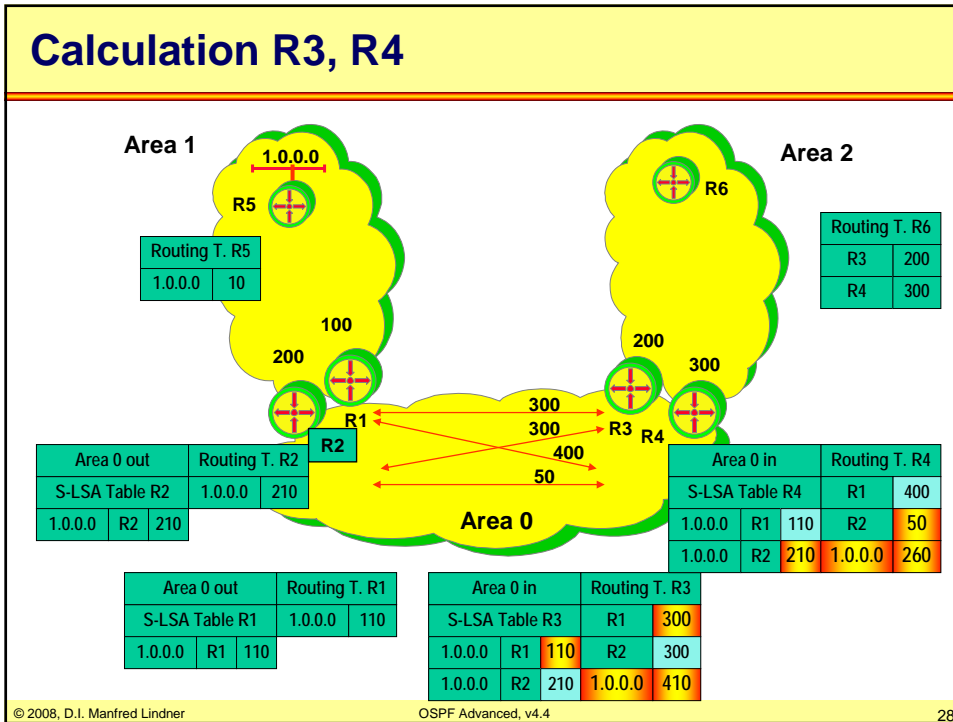 Calculation R3, R4
Area 1
1.0.0.0
Area 2
R5
R6
Routing T. R5
1.0.0.0 10
Routing T. R6
R3 200
R4 300
100
200
200
300
R1
R2
300
300
400
50
R3
R4
Area 0
Area 0 out Routing T. R2
S-LSA Table R2 1.0.0.0 210
1.0.0.0 R2 210
Area 0 in Routing T. R4
S-LSA Table R4 R1 400
1.0.0.0 R1 110 R2 50
1.0.0.0 R2 210 1.0.0.0 260
Area 0 out Routing T. R1
S-LSA Table R1 1.0.0.0 110
1.0.0.0 R1 110
Area 0 in Routing T. R3
S-LSA Table R3 R1 300
1.0.0.0 R1 110 R2 300
1.0.0.0 R2 210 1.0.0.0 410
© 2008, D.I. Manfred Lindner OSPF Advanced, v4.4 28